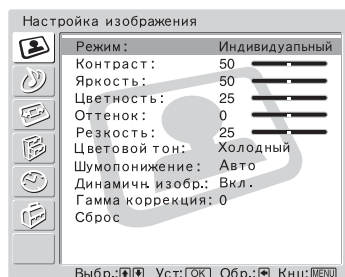 Настройка изображения
Режим: Индивидуапьный
Контраст: 50
Яркость: 50
Цветность: 25
Оттенок: 0
Резкость: 25
Цветовой тон: Холодный
Шумопонижение: Авто
Динамичн. изобр.: Вкл.
Гамма коррекция: 0
Сброс
Выбр.: Уст: OK Обр.: Кнц: MENU